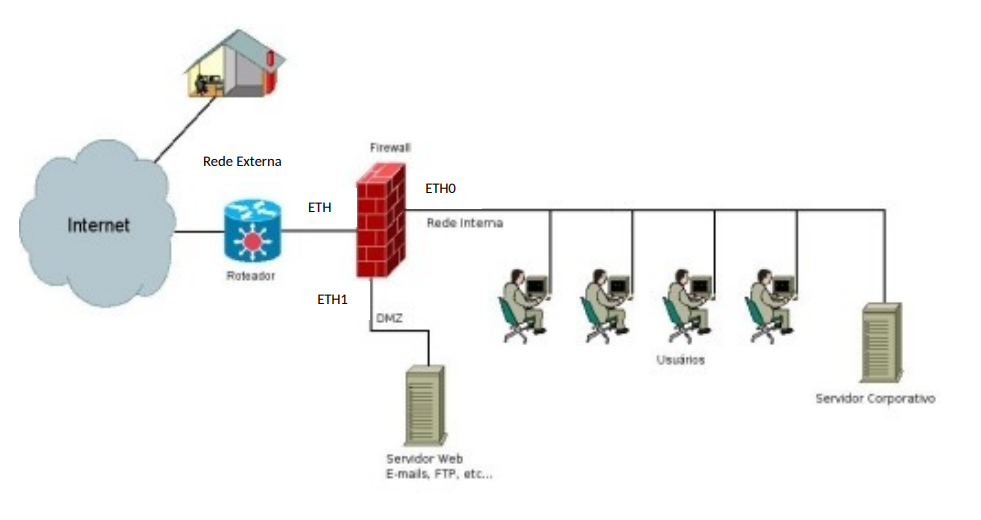 Rede Externa
Firewall
Internet
ETH
ETH0
Rede Interna
Roteador
ETH1
DMZ
Usuários
Servidor Corporativo
Servidor Web
E-mails, FTP, etc...